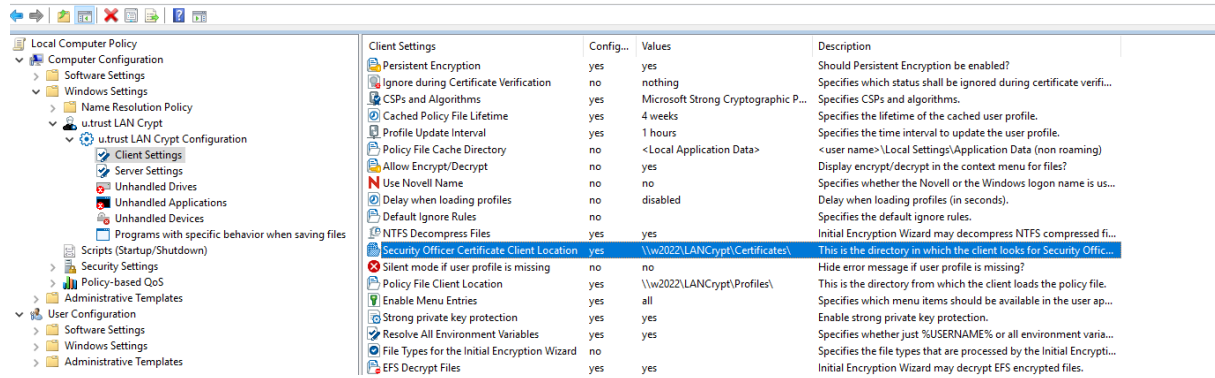 Local Computer Policy
Computer Configuration
Software Settings
Windows Settings
Name Resolution Policy
u.trust LAN Crypt
u.trust LAN Crypt Configuration
Client Settings
Server Settings
Unhandled Drives
Unhandled Applications
Unhandled Devices
Programs with specific behavior when saving files
Scripts (Startup/Shutdown)
Security Settings
Policy-based QoS
Administrative Templates
User Configuration
Software Settings
Windows Settings
Administrative Templates
Client Settings Config... Values Description
Persistent Encryption yes yes Should Persistent Encryption be enabled?
Ignore during Certificate Verification no nothing Specifies which status shall be ignored during certificate verifi...
CSPs and Algorithms yes Microsoft Strong Cryptographic P... Specifies CSPs and algorithms.
Cached Policy File Lifetime yes 4 weeks Specifies the lifetime of the cached user profile.
Profile Update Interval yes 1 hours Specifies the time interval to update the user profile.
Policy File Cache Directory no <Local Application Data> <user name>\Local Settings\Application Data (non roaming)
Allow Encrypt/Decrypt no yes Display encrypt/decrypt in the context menu for files?
Use Novell Name no no Specifies whether the Novell or the Windows logon name is us...
Delay when loading profiles no disabled Delay when loading profiles (in seconds).
Default Ignore Rules no Specifies the default ignore rules.
NTFS Decompress Files yes yes Initial Encryption Wizard may decompress NTFS compressed fi...
Security Officer Certificate Client Location yes \\w2022\LANCrypt\Certificates\ This is the directory in which the client looks for Security Offic...
Silent mode if user profile is missing no no Hide error message if user profile is missing?
Policy File Client Location yes \\w2022\LANCrypt\Profiles\ This is the directory from which the client loads the policy file.
Enable Menu Entries yes all Specifies which menu items should be available in the user ap...
Strong private key protection yes yes Enable strong private key protection.
Resolve All Environment Variables yes yes Specifies whether just %USERNAME% or all environment varia...
File Types for the Initial Encryption Wizard no Specifies the file types that are processed by the Initial Encrypti...
EFS Decrypt Files yes yes Initial Encryption Wizard may decrypt EFS encrypted files.